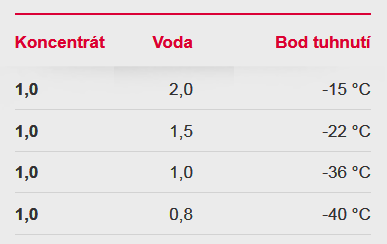 Koncentrát Voda Bod tuhnutí
1,0 2,0 -15 °C
1,0 1,5 -22 °C
1,0 1,0 -36 °C
1,0 0,8 -40 °C